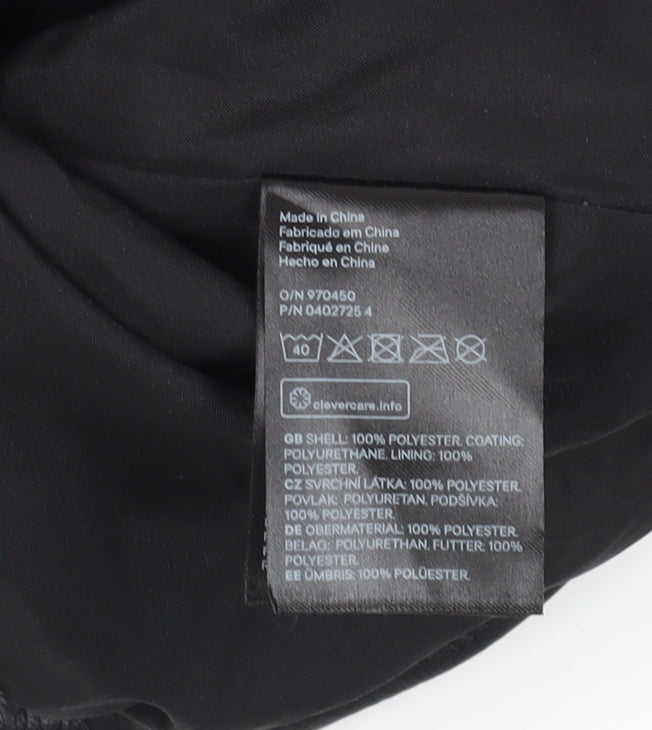 Made in China
Fabricado em China
Fabriqué en Chine
Hecho en China
O/N 970450
P/N 0402725 4
40
clevercare.info
GB SHELL: 100% POLYESTER. COATING:
POLYURETHANE. LINING: 100%
POLYESTER.
CZ SVRCHNÍ LÁTKA: 100% POLYESTER.
POVLAK: POLYURETAN. PODŠÍVKA:
100% POLYESTER.
DE OBERMATERIAL: 100% POLYESTER.
BELAG: POLYURETHAN. FUTTER: 100%
POLYESTER.
EE ÜMBRIS: 100% POLÜESTER.